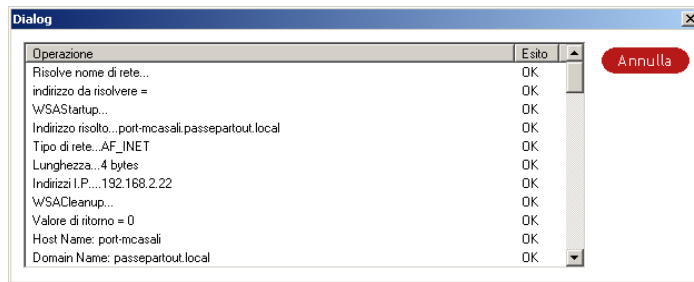 Dialog
Operazione Esito
Risolve nome di rete... OK
indirizzo da risolvere = OK
WSAStartup... OK
Indirizzo risolto...port-mcasali.passepartout.local OK
Tipo di rete...AF_INET OK
Lunghezza...4 bytes OK
Indirizzi I.P....192.168.2.22 OK
WSACleanup... OK
Valore di ritorno = 0 OK
Host Name: port-mcasali OK
Domain Name: passepartout.local OK
Annulla